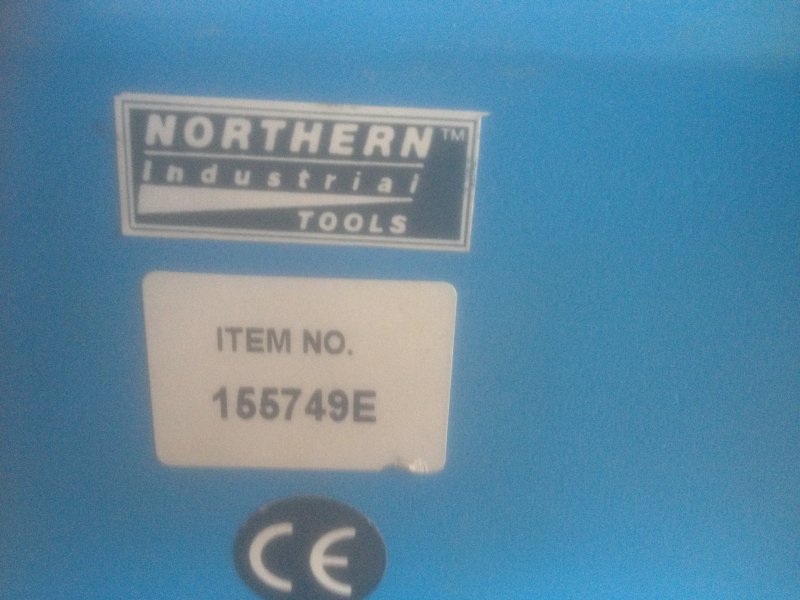 NORTHERN™
Industrial
TOOLS
ITEM NO.
155749E
CE